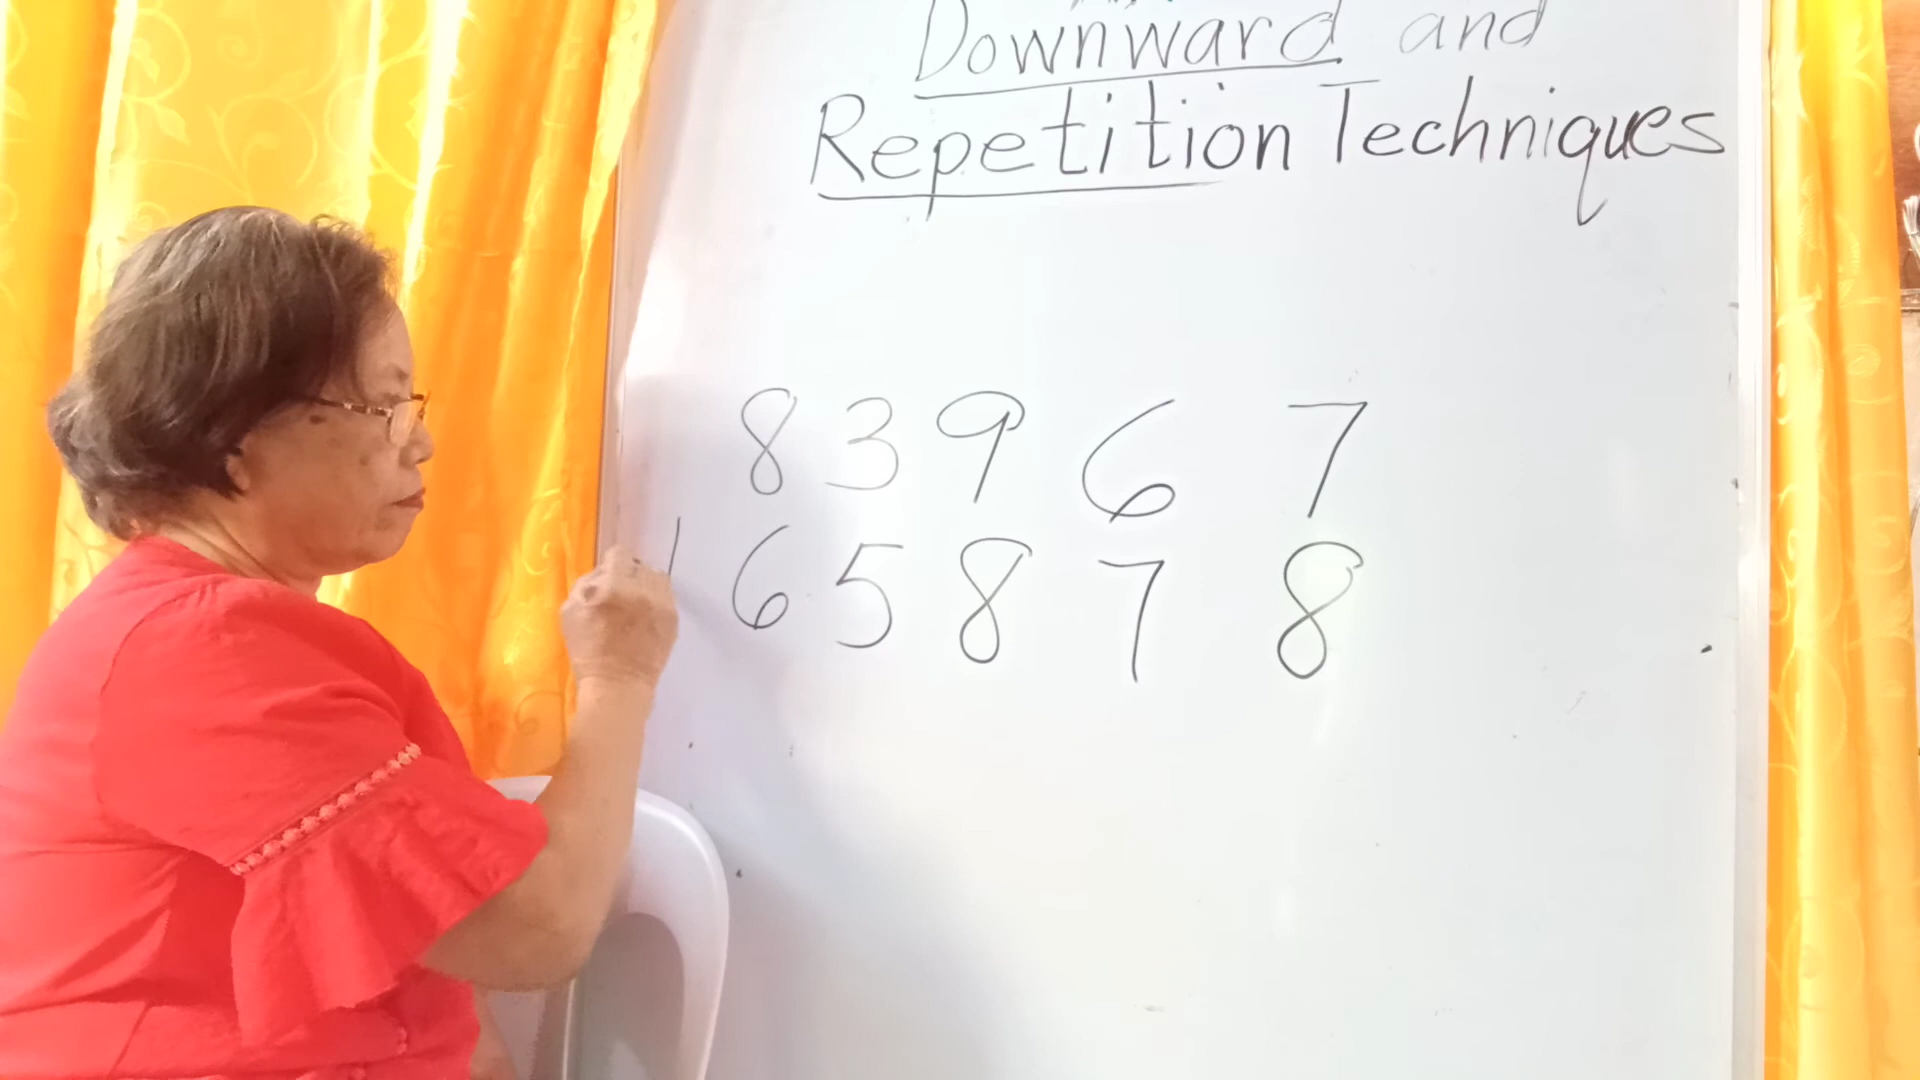 Downward and
Repetition Techniques
8 3 9 6 7
1 6 5 8 7 8